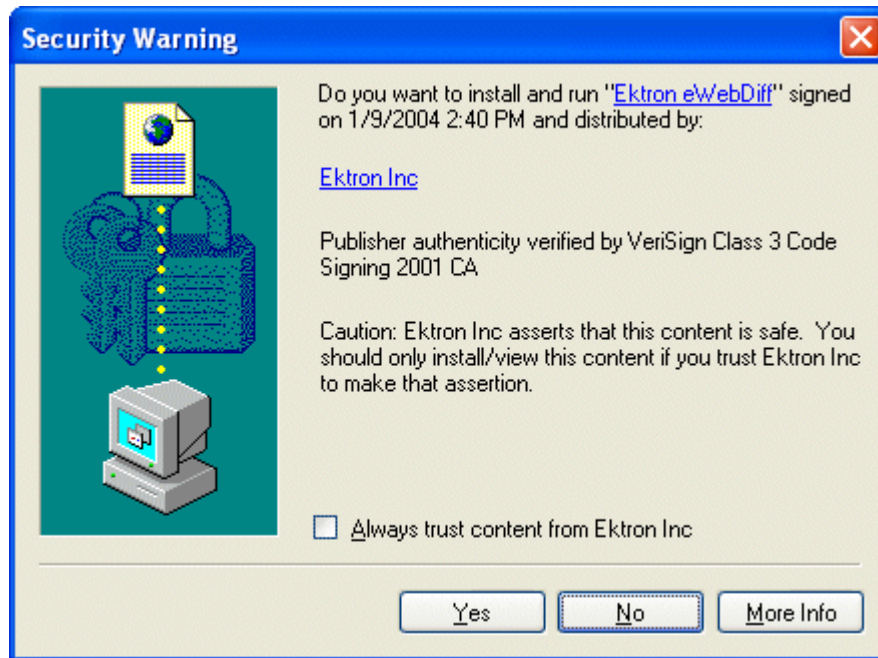 Security Warning
Do you want to install and run "Ektron eWebDiff" signed
on 1/9/2004 2:40 PM and distributed by:
Ektron Inc
Publisher authenticity verified by VeriSign Class 3 Code
Signing 2001 CA
Caution: Ektron Inc asserts that this content is safe.  You
should only install/view this content if you trust Ektron Inc
to make that assertion.
Always trust content from Ektron Inc
Yes
No
More Info